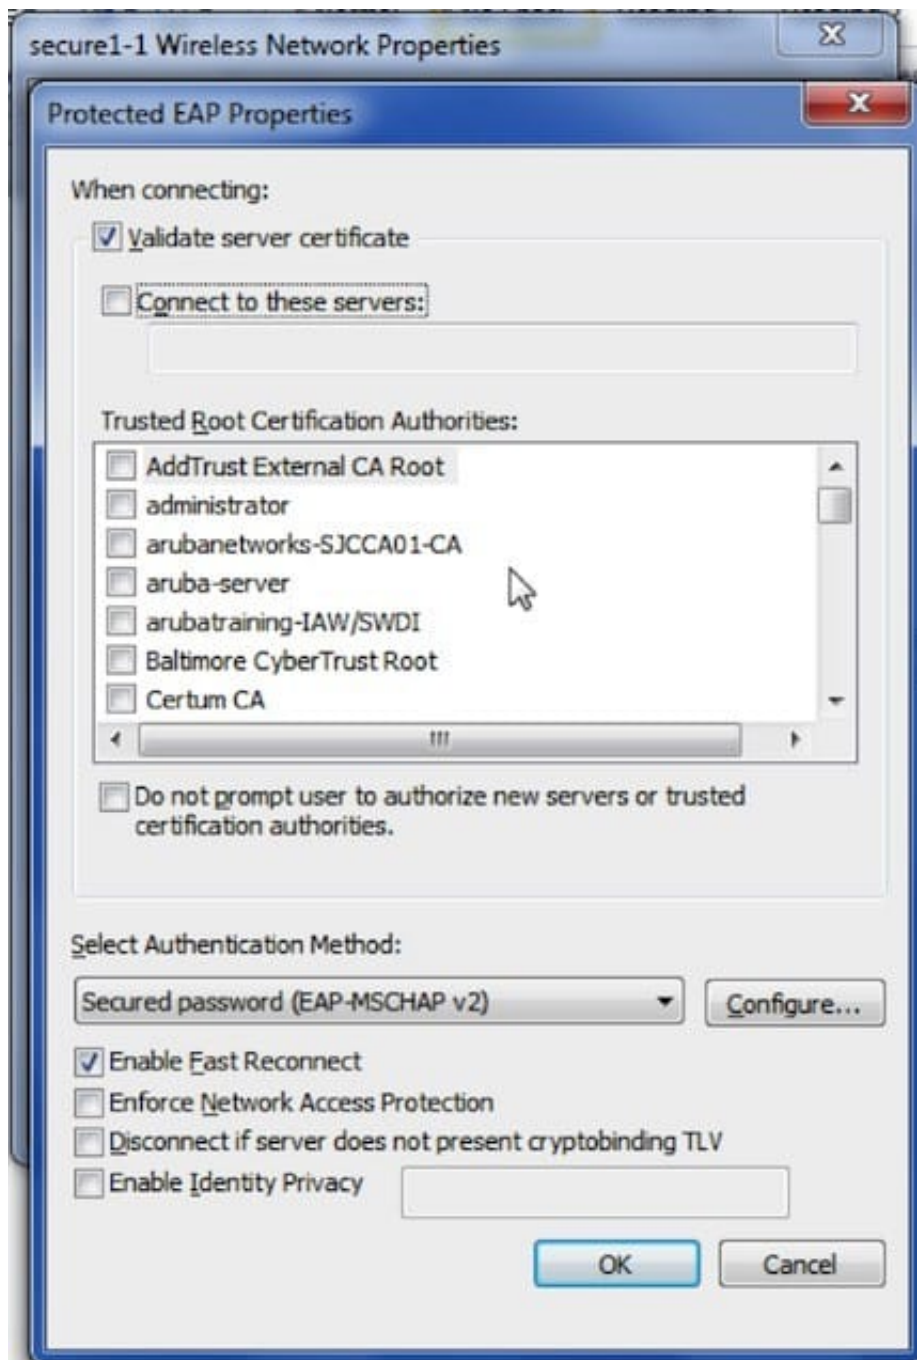 secure1-1 Wireless Network Properties
Protected EAP Properties
When connecting:
Validate server certificate
Connect to these servers:
Trusted Root Certification Authorities:
AddTrust External CA Root
administrator
arubanetworks-SJCCA01-CA
aruba-server
arubatraining-IAW/SWDI
Baltimore CyberTrust Root
Certum CA
Do not prompt user to authorize new servers or trusted
certification authorities.
Select Authentication Method:
Secured password (EAP-MSCHAP v2)
Configure...
Enable Fast Reconnect
Enforce Network Access Protection
Disconnect if server does not present cryptobinding TLV
Enable Identity Privacy
OK
Cancel